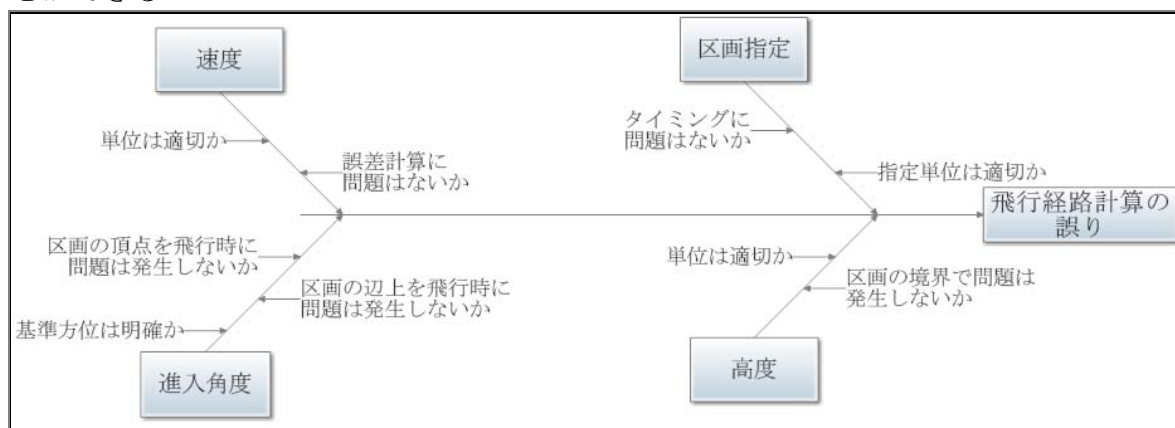 速度
区画指定
単位は適切か
誤差計算に
問題はないか
タイミングに
問題はないか
指定単位は適切か
飛行経路計算の
誤り
区画の頂点を飛行時に
問題は発生しないか
区画の辺上を飛行時に
問題は発生しないか
基準方位は明確か
進入角度
単位は適切か
区画の境界で問題は
発生しないか
高度